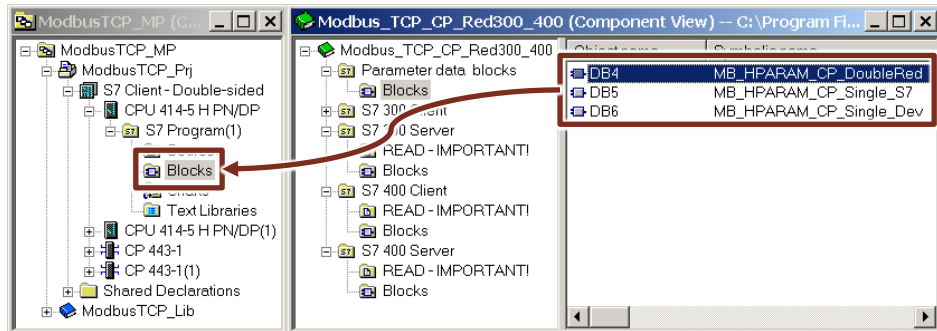 ModbusTCP_MP (C...
ModbusTCP_MP
ModbusTCP_Prj
S7 Client - Double-sided
CPU 414-5 H PN/DP
S7 Program(1)
Blocks
Text Libraries
CPU 414-5 H PN/DP(1)
CP 443-1
CP 443-1(1)
Shared Declarations
ModbusTCP_Lib
Modbus_TCP_CP_Red300_400 (Component View) -- C:\Program Fi...
Modbus_TCP_CP_Red300_400
Parameter data blocks
Blocks
S7 300 Client
S7 300 Server
READ - IMPORTANT!
Blocks
S7 400 Client
READ - IMPORTANT!
Blocks
S7 400 Server
READ - IMPORTANT!
Blocks
Object name Symbolic name
DB4 MB_HPARAM_CP_DoubleRed
DB5 MB_HPARAM_CP_Single_S7
DB6 MB_HPARAM_CP_Single_Dev